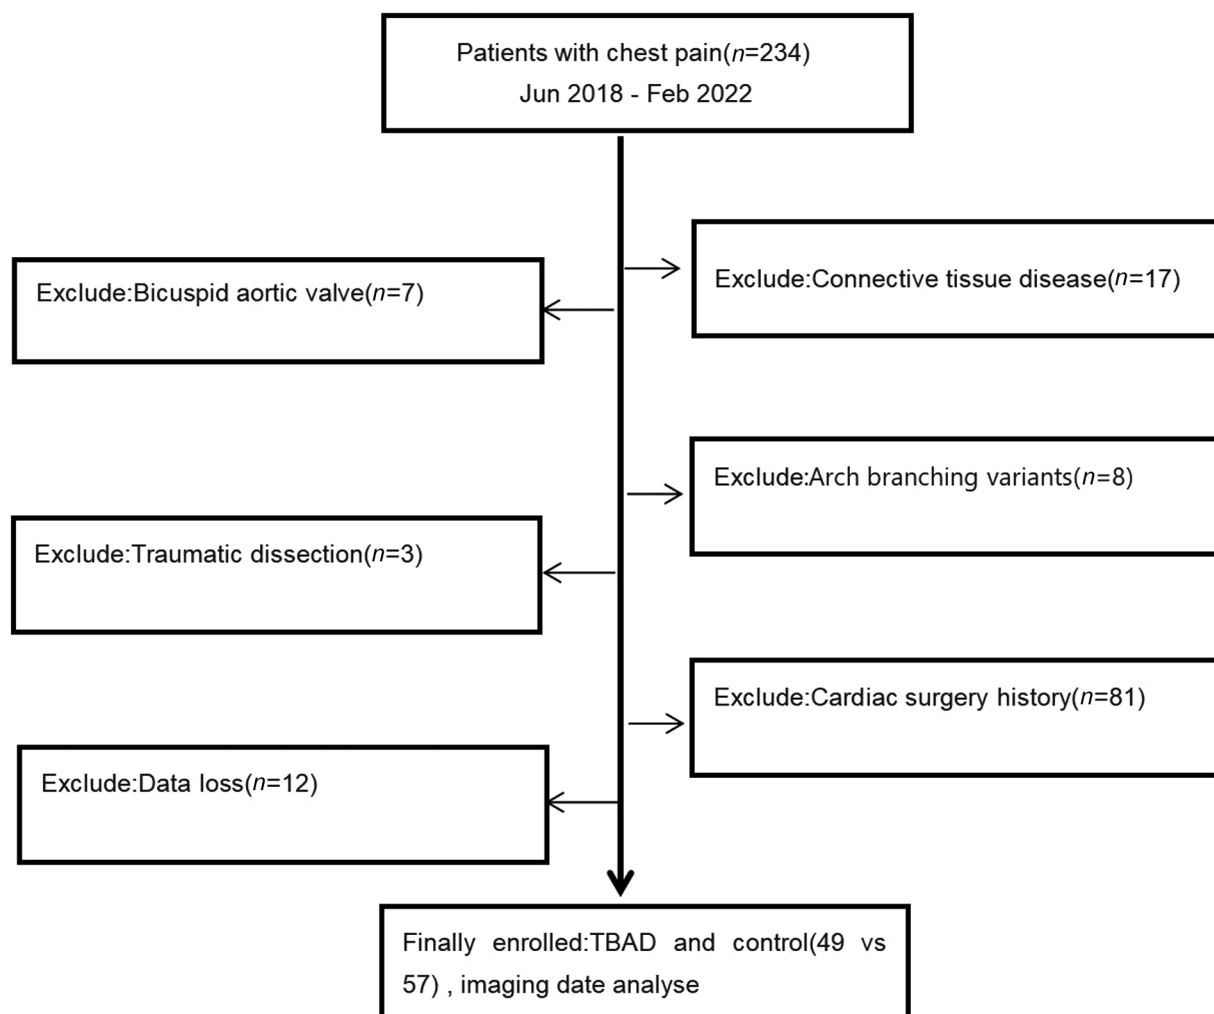 Patients with chest pain(n=234)
Jun 2018 - Feb 2022
Exclude:Connective tissue disease(n=17)
Exclude:Bicuspid aortic valve(n=7)
Exclude:Arch branching variants(n=8)
Exclude:Traumatic dissection(n=3)
Exclude:Cardiac surgery history(n=81)
Exclude:Data loss(n=12)
Finally enrolled:TBAD and control(49 vs
57) , imaging date analyse